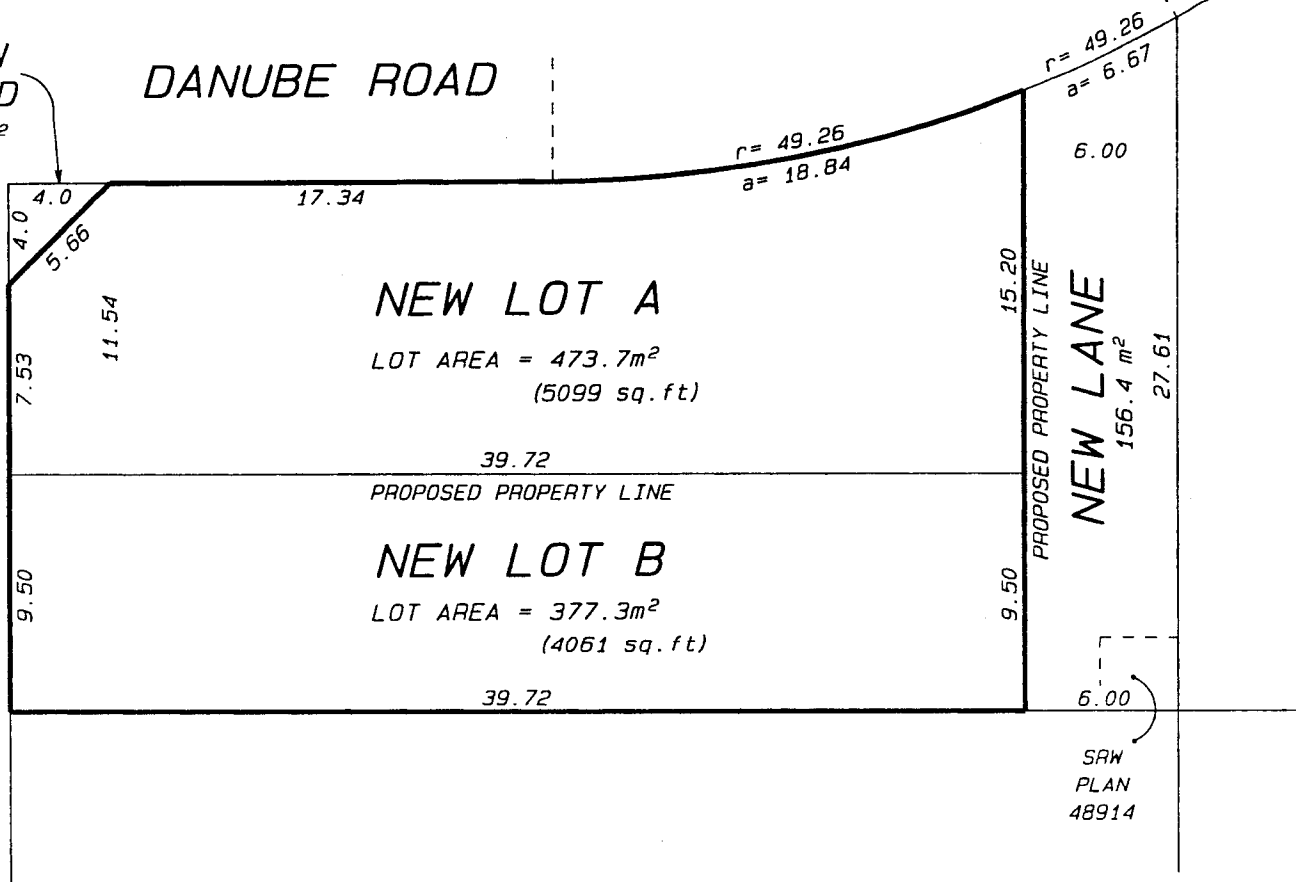 DANUBE ROAD
r= 49.26
a= 6.67
r= 49.26
a= 18.84
6.00
4.0
17.34
4.0
5.66
11.54
7.53
NEW LOT A
LOT AREA = 473.7m²
(5099 sq.ft)
15.20
PROPOSED PROPERTY LINE
NEW LANE
156.4 m²
27.61
39.72
PROPOSED PROPERTY LINE
NEW LOT B
LOT AREA = 377.3m²
(4061 sq.ft)
9.50
9.50
39.72
6.00
SRW
PLAN
48914